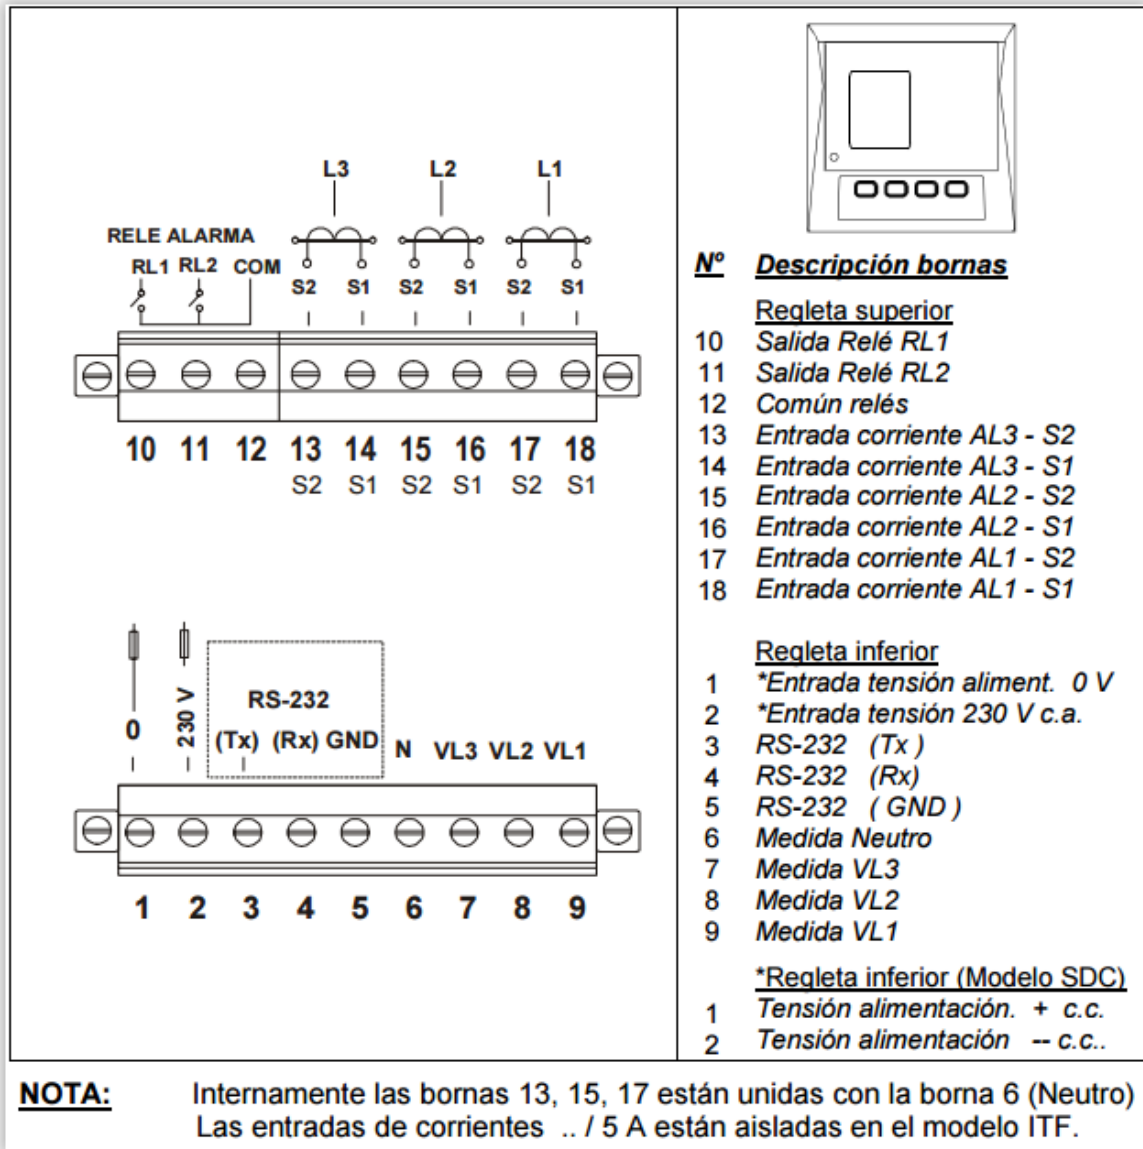 L3 L2 L1
RELE ALARMA
RL1 RL2 COM
S2 S1 S2 S1 S2 S1
10 11 12 13 14 15 16 17 18
S2 S1 S2 S1 S2 S1
RS-232
0 230 V (Tx) (Rx) GND N VL3 VL2 VL1
1 2 3 4 5 6 7 8 9
Nº Descripción bornas
Regleta superior
10 Salida Relé RL1
11 Salida Relé RL2
12 Común relés
13 Entrada corriente AL3 - S2
14 Entrada corriente AL3 - S1
15 Entrada corriente AL2 - S2
16 Entrada corriente AL2 - S1
17 Entrada corriente AL1 - S2
18 Entrada corriente AL1 - S1
Regleta inferior
1 *Entrada tensión aliment. 0 V
2 *Entrada tensión 230 V c.a.
3 RS-232 (Tx )
4 RS-232 (Rx)
5 RS-232 ( GND )
6 Medida Neutro
7 Medida VL3
8 Medida VL2
9 Medida VL1
*Regleta inferior (Modelo SDC)
1 Tensión alimentación. + c.c.
2 Tensión alimentación -- c.c..
NOTA: Internamente las bornas 13, 15, 17 están unidas con la borna 6 (Neutro)
Las entradas de corrientes .. / 5 A están aisladas en el modelo ITF.